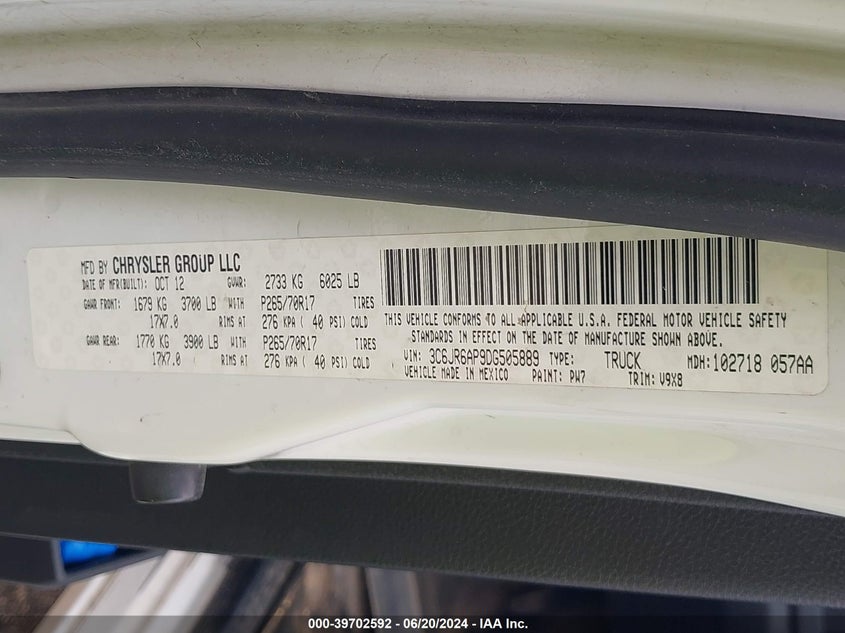 MFD BY CHRYSLER GROUP LLC
DATE OF MFR(BUILT): OCT 12 GVWR: 2733 KG 6025 LB
GAWR FRONT: 1679 KG 3700 LB WITH P265/70R17 TIRES
17X7.0 RIMS AT 276 KPA ( 40 PSI) COLD
GAWR REAR: 1770 KG 3900 LB WITH P265/70R17 TIRES
17X7.0 RIMS AT 276 KPA ( 40 PSI) COLD
THIS VEHICLE CONFORMS TO ALL APPLICABLE U.S.A. FEDERAL MOTOR VEHICLE SAFETY
STANDARDS IN EFFECT ON THE DATE OF MANUFACTURE SHOWN ABOVE.
VIN: 3C6JR6AP9DG505889 TYPE: TRUCK MDH: 102718 057AA
VEHICLE MADE IN MEXICO PAINT: PW7 TRIM: V9X8
000-39702592 - 06/20/2024 - IAA Inc.